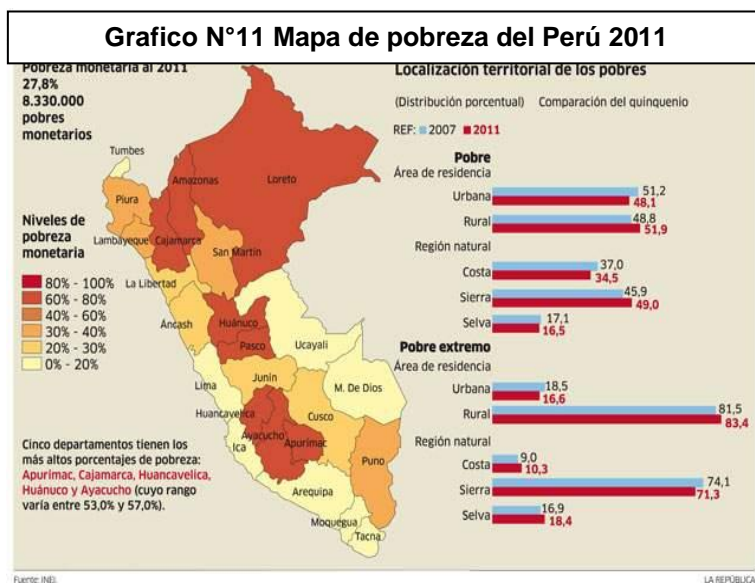 Grafico N°11 Mapa de pobreza del Perú 2011
Pobreza monetaria al 2011
27,8%
8.330.000
pobres
monetarios
Niveles de
pobreza
monetaria
80% - 100%
60% - 80%
40% - 60%
30% - 40%
20% - 30%
0% - 20%
Tumbes
Piura
Lambayeque
Cajamarca
Amazonas
Loreto
San Martín
La Libertad
Áncash
Huánuco
Pasco
Ucayali
Lima
Junín
M. De Dios
Huancavelica
Cusco
Ayacucho
Apurímac
Ica
Puno
Arequipa
Moquegua
Tacna
Cinco departamentos tienen los
más altos porcentajes de pobreza:
Apurímac, Cajamarca, Huancavelica,
Huánuco y Ayacucho (cuyo rango
varía entre 53,0% y 57,0%).
Localización territorial de los pobres
(Distribución porcentual) Comparación del quinquenio
REF: 2007 2011
Pobre
Área de residencia
Urbana 51,2
48,1
Rural 48,8
51,9
Región natural
Costa 37,0
34,5
Sierra 45,9
49,0
Selva 17,1
16,5
Pobre extremo
Área de residencia
Urbana 18,5
16,6
Rural 81,5
83,4
Región natural
Costa 9,0
10,3
Sierra 74,1
71,3
Selva 16,9
18,4
Fuente: INEI.
LA REPÚBLICA